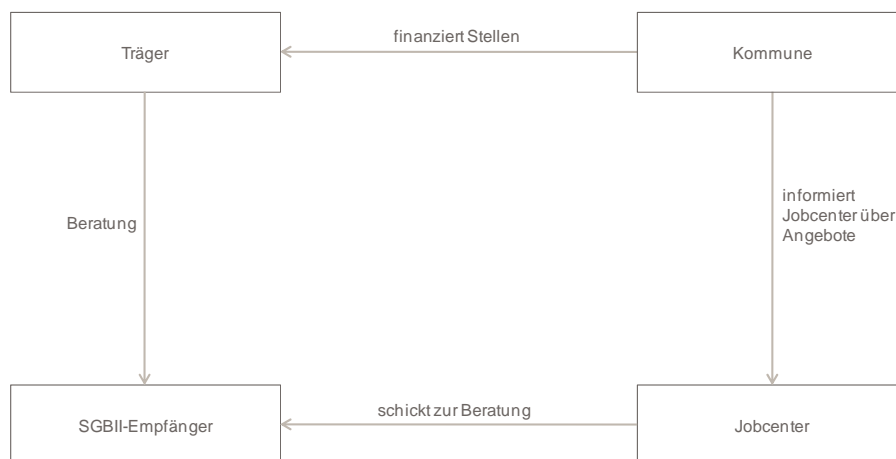 finanziert Stellen
Träger
Kommune
informiert
Jobcenter über
Angebote
Beratung
schickt zur Beratung
SGBII-Empfänger
Jobcenter